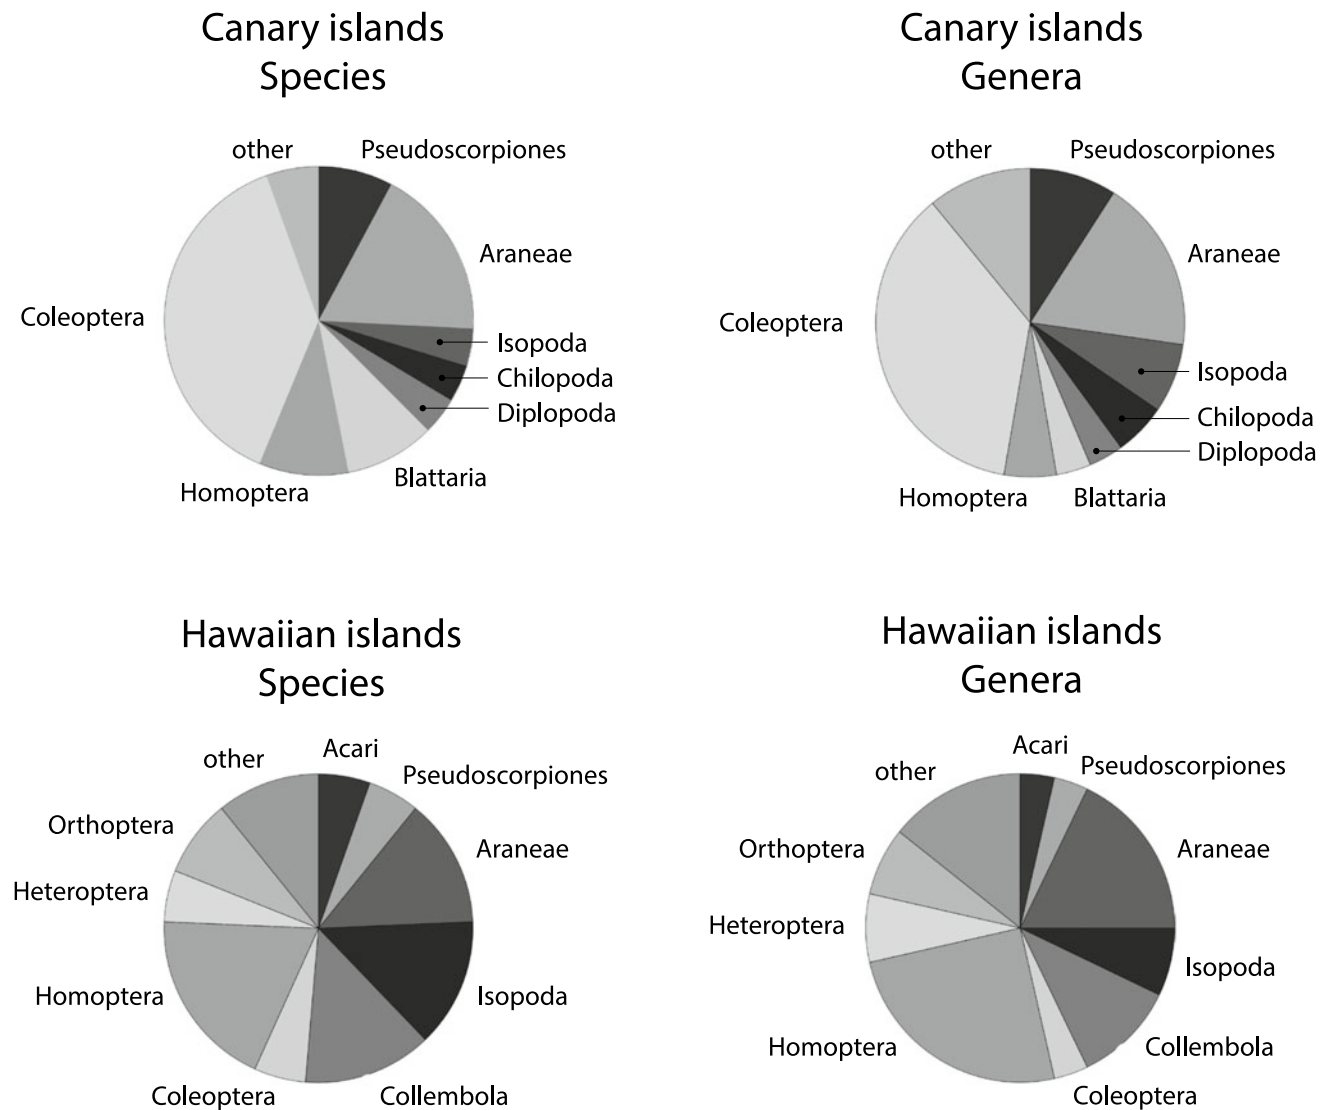 Canary islands
Species
other
Pseudoscorpiones
Araneae
Coleoptera
Isopoda
Chilopoda
Diplopoda
Blattaria
Homoptera
Canary islands
Genera
other
Pseudoscorpiones
Araneae
Coleoptera
Isopoda
Chilopoda
Diplopoda
Homoptera
Blattaria
Hawaiian islands
Species
Acari
other
Pseudoscorpiones
Orthoptera
Araneae
Heteroptera
Homoptera
Isopoda
Coleoptera
Collembola
Hawaiian islands
Genera
Acari
other
Pseudoscorpiones
Orthoptera
Araneae
Heteroptera
Isopoda
Homoptera
Collembola
Coleoptera